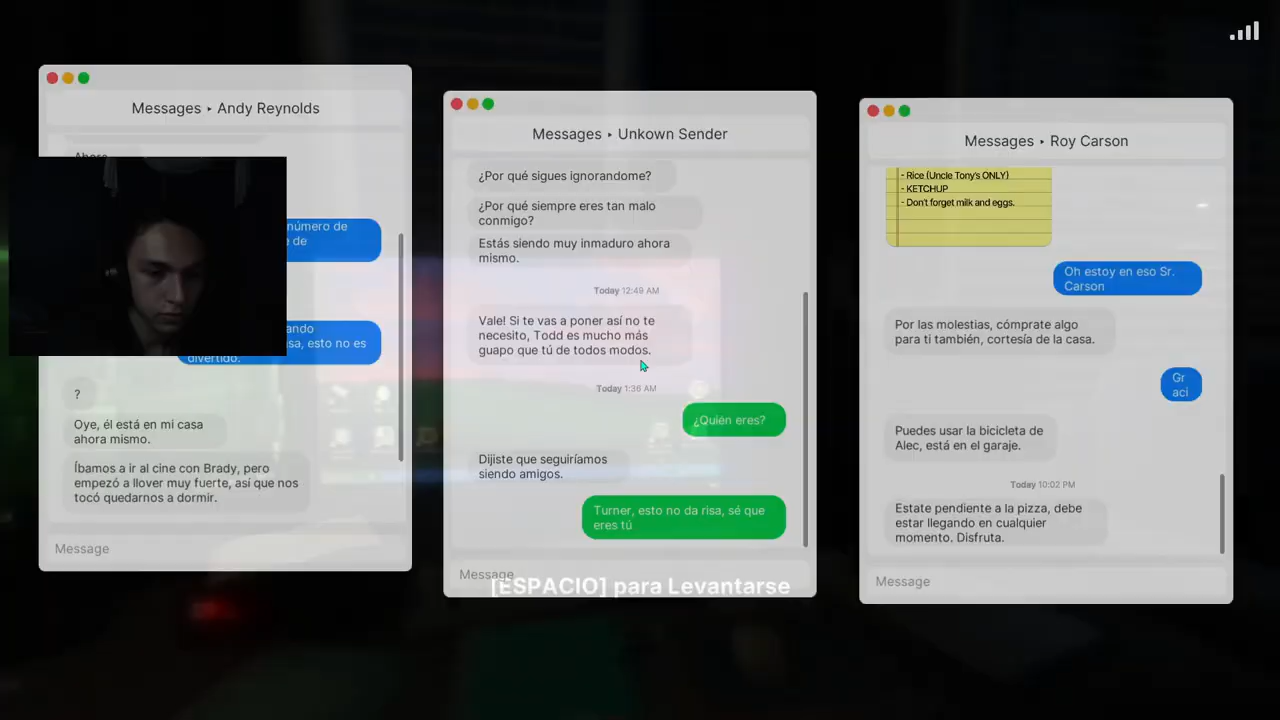 Messages ▸ Andy Reynolds
Ahora
número de
e de
ando
sa, esto no es
divertido.
?
Oye, él está en mi casa
ahora mismo.
Íbamos a ir al cine con Brady, pero
empezó a llover muy fuerte, así que nos
tocó quedarnos a dormir.
Message
Messages ▸ Unkown Sender
¿Por qué sigues ignorandome?
¿Por qué siempre eres tan malo
conmigo?
Estás siendo muy inmaduro ahora
mismo.
Today 12:49 AM
Vale! Si te vas a poner así no te
necesito, Todd es mucho más
guapo que tú de todos modos.
Today 1:36 AM
¿Quién eres?
Dijiste que seguiríamos
siendo amigos.
Turner, esto no da risa, sé que
eres tú
Message
[ESPACIO] para Levantarse
Messages ▸ Roy Carson
- Rice (Uncle Tony's ONLY)
- KETCHUP
- Don't forget milk and eggs.
Oh estoy en eso Sr.
Carson
Por las molestias, cómprate algo
para ti también, cortesía de la casa.
Gr
aci
Puedes usar la bicicleta de
Alec, está en el garaje.
Today 10:02 PM
Estate pendiente a la pizza, debe
estar llegando en cualquier
momento. Disfruta.
Message